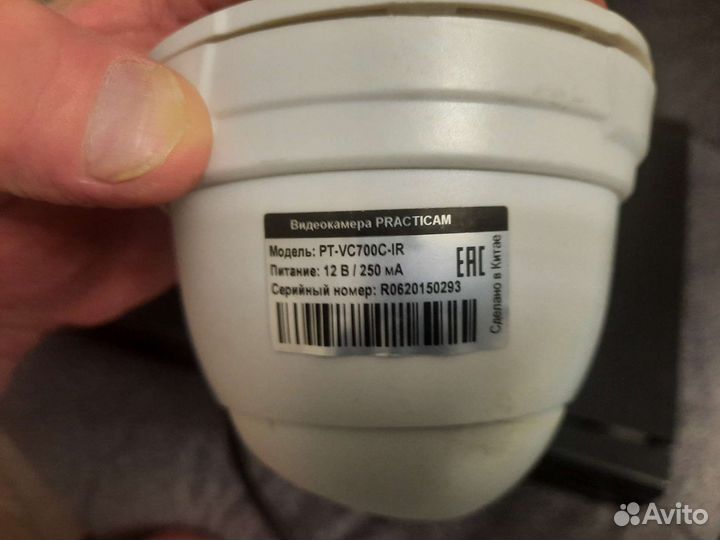 Видеокамера PRACTICAM
Модель: PT-VC700C-IR
Питание: 12 В / 250 мА
Серийный номер: R0620150293
EAC
Сделано в Китае
Avito